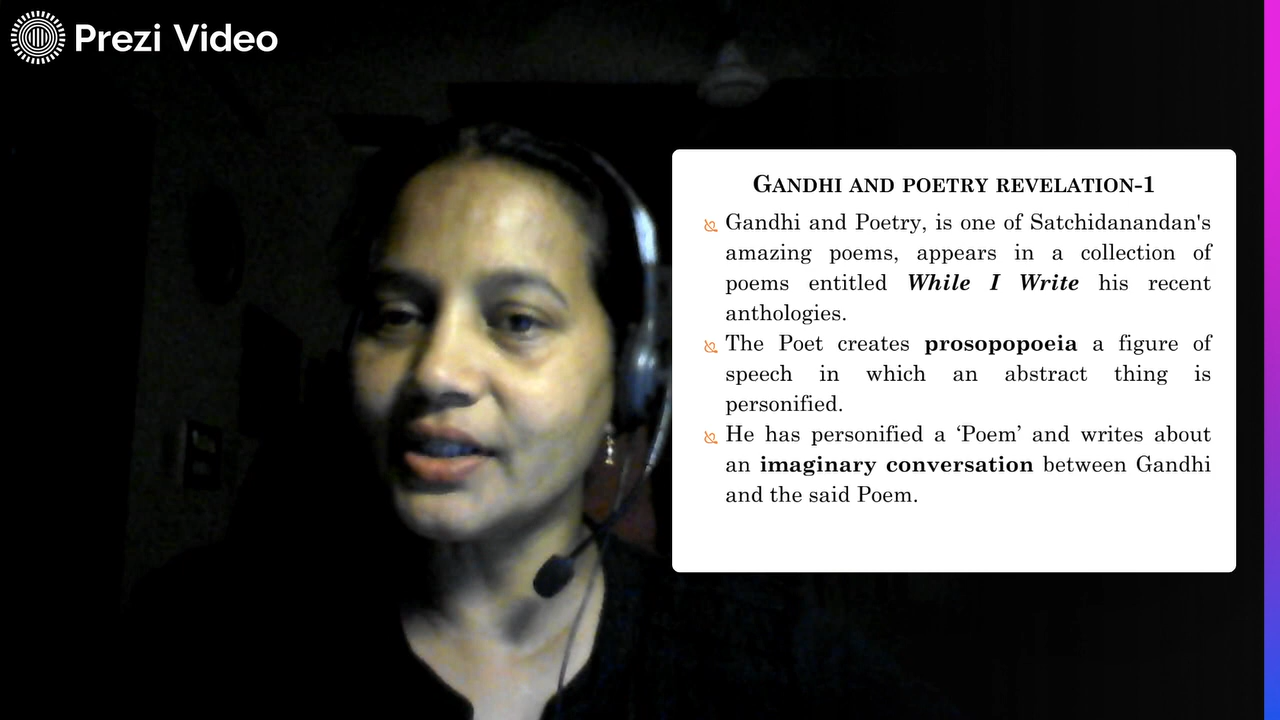 Prezi Video
GANDHI AND POETRY REVELATION-1
Gandhi and Poetry, is one of Satchidanandan's
amazing poems, appears in a collection of
poems entitled While I Write his recent
anthologies.
The Poet creates prosopopoeia a figure of
speech in which an abstract thing is
personified.
He has personified a ‘Poem’ and writes about
an imaginary conversation between Gandhi
and the said Poem.